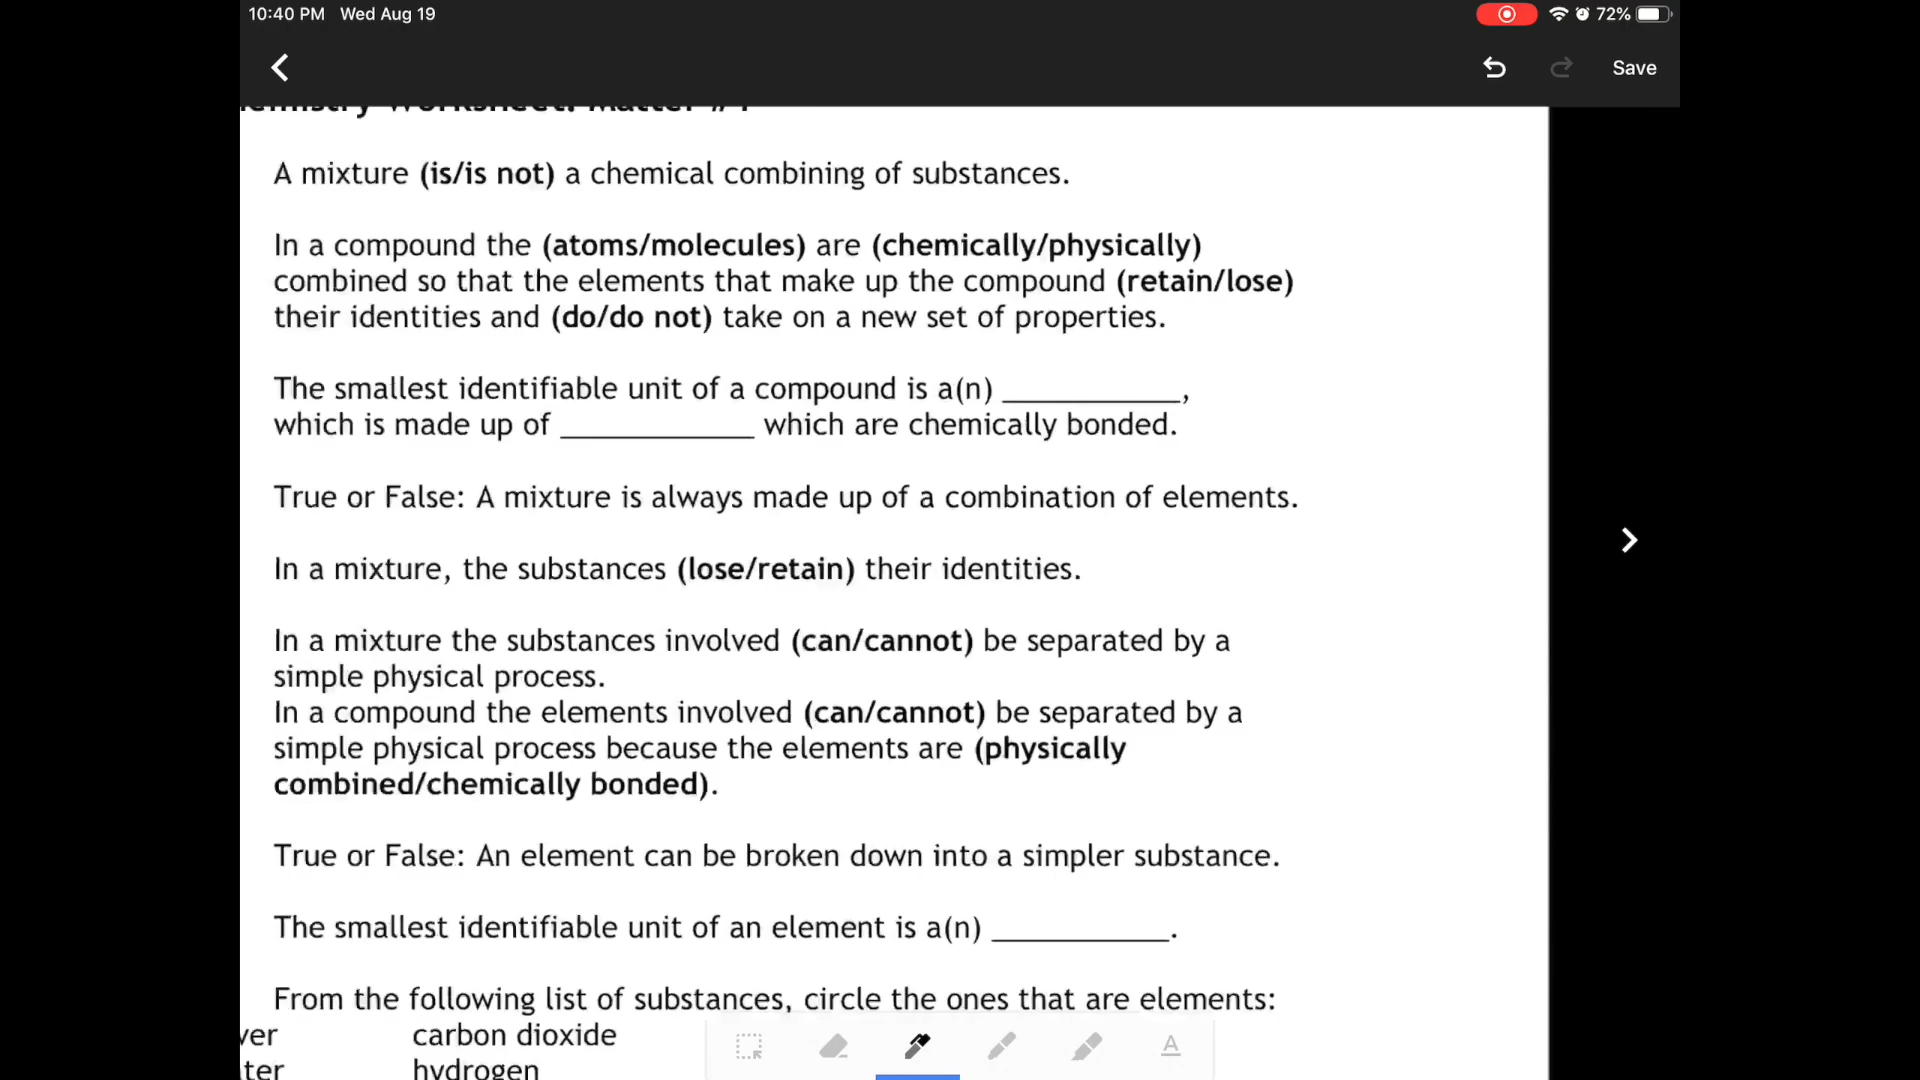 10:40 PM Wed Aug 19
72%
Save
Worksheet: Matter #1
A mixture (is/is not) a chemical combining of substances.
In a compound the (atoms/molecules) are (chemically/physically)
combined so that the elements that make up the compound (retain/lose)
their identities and (do/do not) take on a new set of properties.
The smallest identifiable unit of a compound is a(n) ____________,
which is made up of _____________ which are chemically bonded.
True or False: A mixture is always made up of a combination of elements.
In a mixture, the substances (lose/retain) their identities.
In a mixture the substances involved (can/cannot) be separated by a
simple physical process.
In a compound the elements involved (can/cannot) be separated by a
simple physical process because the elements are (physically
combined/chemically bonded).
True or False: An element can be broken down into a simpler substance.
The smallest identifiable unit of an element is a(n) ____________.
From the following list of substances, circle the ones that are elements:
ver carbon dioxide
ter hydrogen
A